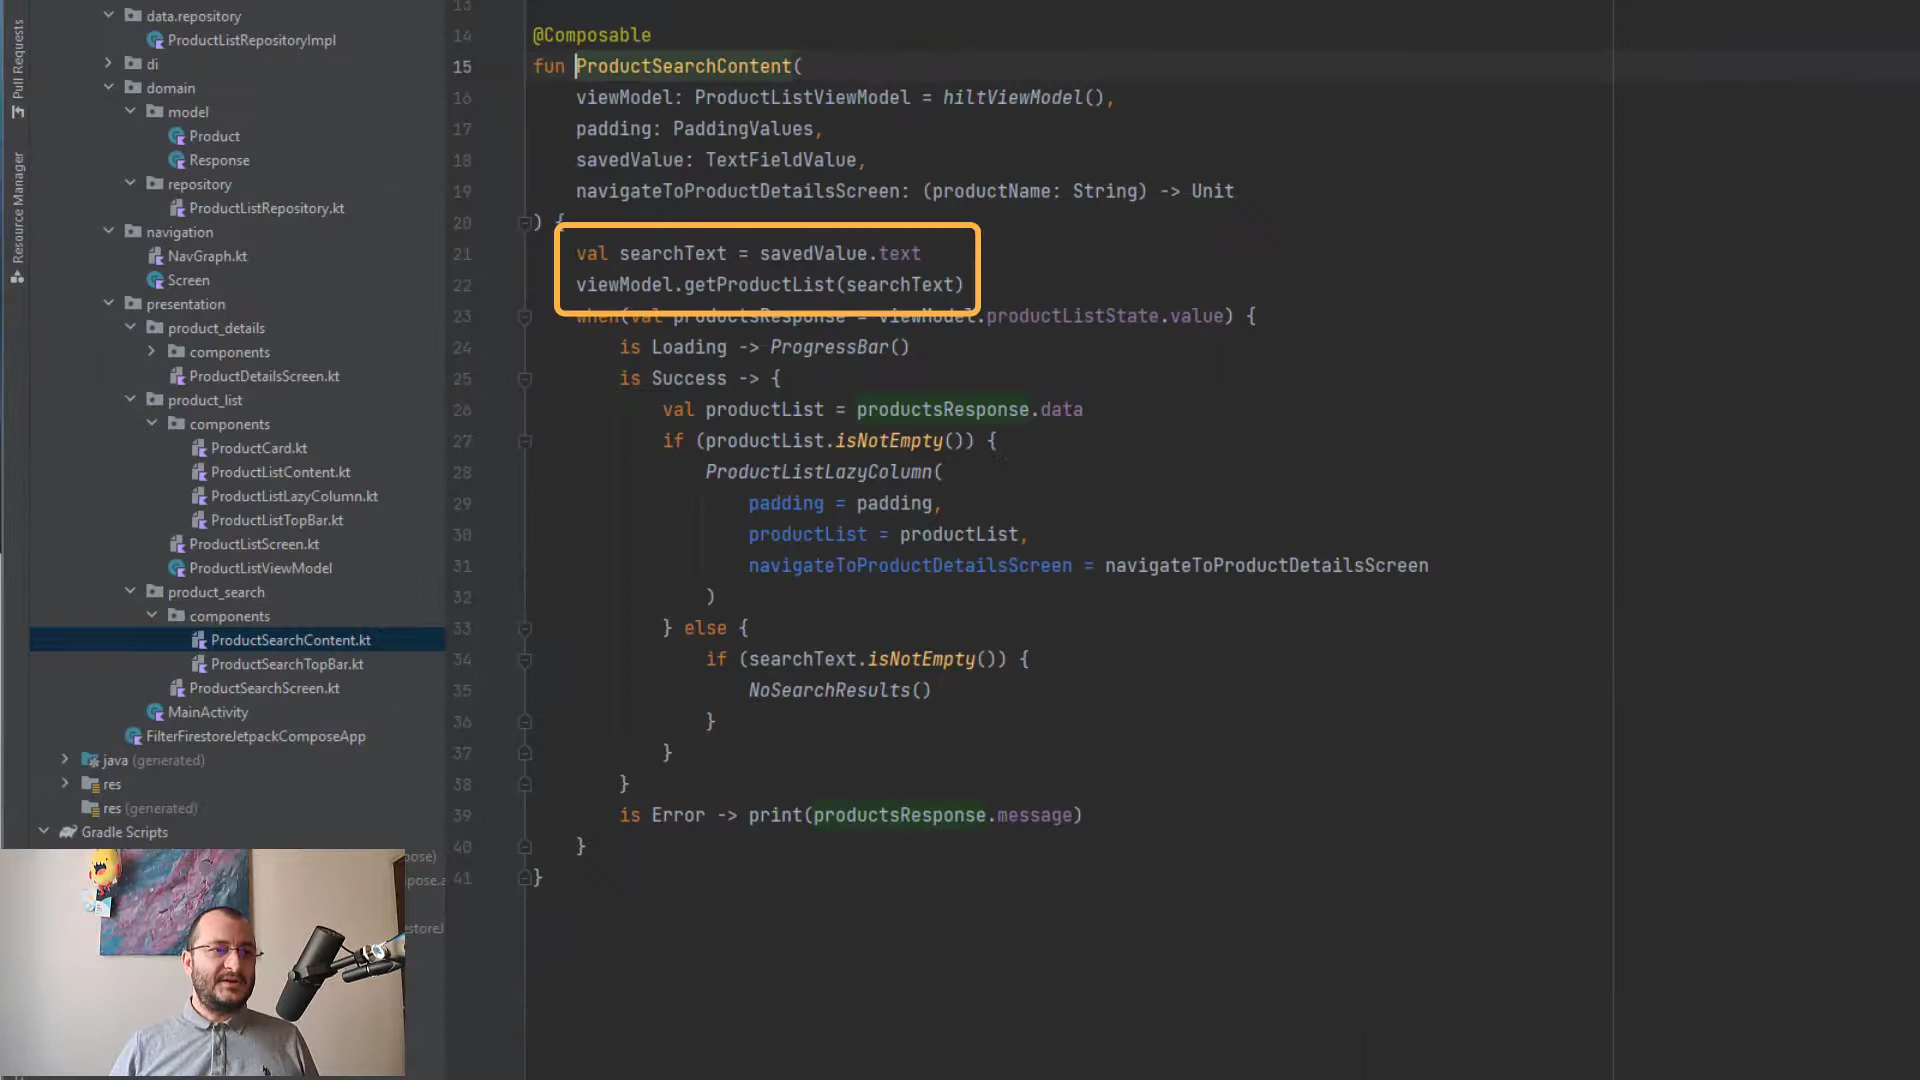 Pull Requests
Resource Manager
data.repository
ProductListRepositoryImpl
di
domain
model
Product
Response
repository
ProductListRepository.kt
navigation
NavGraph.kt
Screen
presentation
product_details
components
ProductDetailsScreen.kt
product_list
components
ProductCard.kt
ProductListContent.kt
ProductListLazyColumn.kt
ProductListTopBar.kt
ProductListScreen.kt
ProductListViewModel
product_search
components
ProductSearchContent.kt
ProductSearchTopBar.kt
ProductSearchScreen.kt
MainActivity
FilterFirestoreJetpackComposeApp
java (generated)
res
res (generated)
Gradle Scripts
13
14 @Composable
15 fun ProductSearchContent(
16 viewModel: ProductListViewModel = hiltViewModel(),
17 padding: PaddingValues,
18 savedValue: TextFieldValue,
19 navigateToProductDetailsScreen: (productName: String) -> Unit
20 ) {
21 val searchText = savedValue.text
22 viewModel.getProductList(searchText)
23 when(val productsResponse = viewModel.productListState.value) {
24 is Loading -> ProgressBar()
25 is Success -> {
26 val productList = productsResponse.data
27 if (productList.isNotEmpty()) {
28 ProductListLazyColumn(
29 padding = padding,
30 productList = productList,
31 navigateToProductDetailsScreen = navigateToProductDetailsScreen
32 )
33 } else {
34 if (searchText.isNotEmpty()) {
35 NoSearchResults()
36 }
37 }
38 }
39 is Error -> print(productsResponse.message)
40 }
41 }